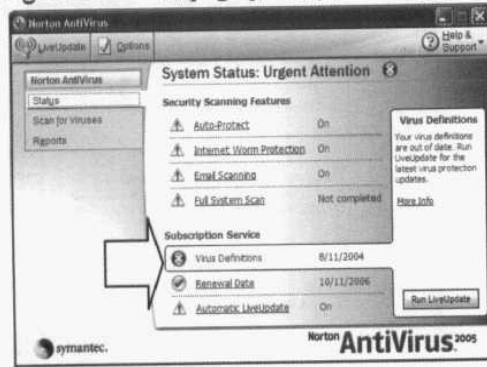 Norton AntiVirus
LiveUpdate Options Help & Support
Norton AntiVirus
Status
Scan for Viruses
Reports
System Status: Urgent Attention
Security Scanning Features
Auto-Protect On
Internet Worm Protection On
Email Scanning On
Full System Scan Not completed
Subscription Service
Virus Definitions 8/11/2004
Renewal Date 10/11/2006
Automatic LiveUpdate On
Virus Definitions
Your virus definitions
are out of date. Run
LiveUpdate for the
latest virus protection
updates.
More Info
Run LiveUpdate
symantec.
Norton AntiVirus 2005